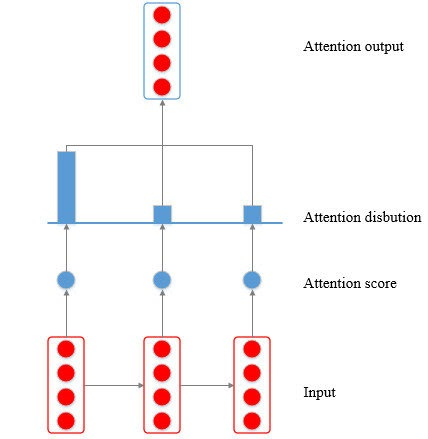 Attention output
Attention disbution
Attention score
Input